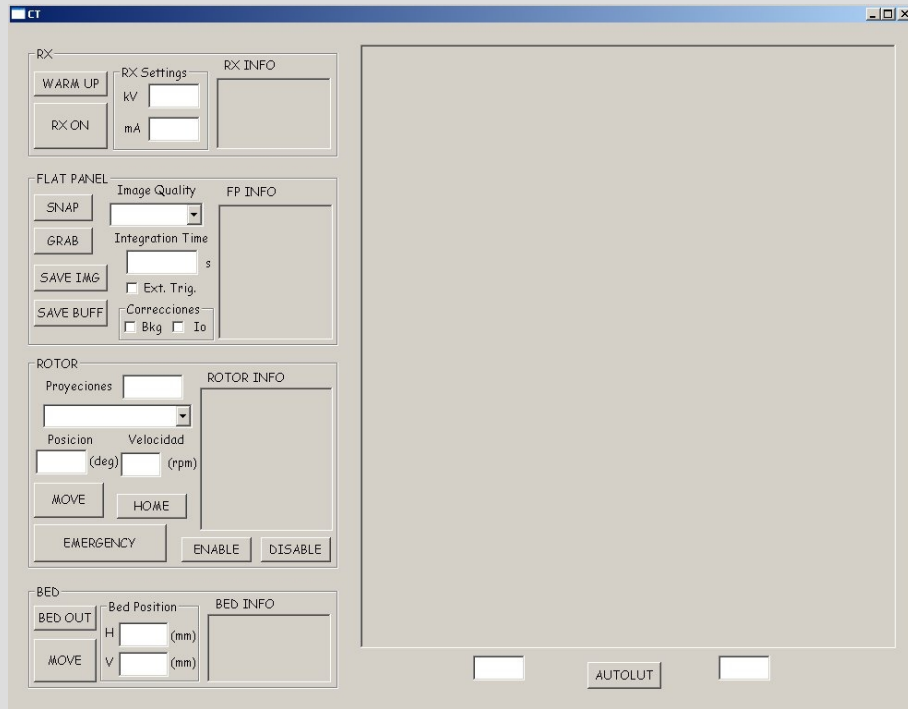 CT
RX
WARM UP
RX ON
RX Settings
kV
mA
RX INFO
FLAT PANEL
SNAP
GRAB
SAVE IMG
SAVE BUFF
Image Quality
Integration Time
s
Ext. Trig.
Correcciones
Bkg Io
FP INFO
ROTOR
Proyeciones
Posicion Velocidad
(deg) (rpm)
MOVE
HOME
EMERGENCY
ROTOR INFO
ENABLE DISABLE
BED
BED OUT
MOVE
Bed Position
H (mm)
V (mm)
BED INFO
AUTOLUT